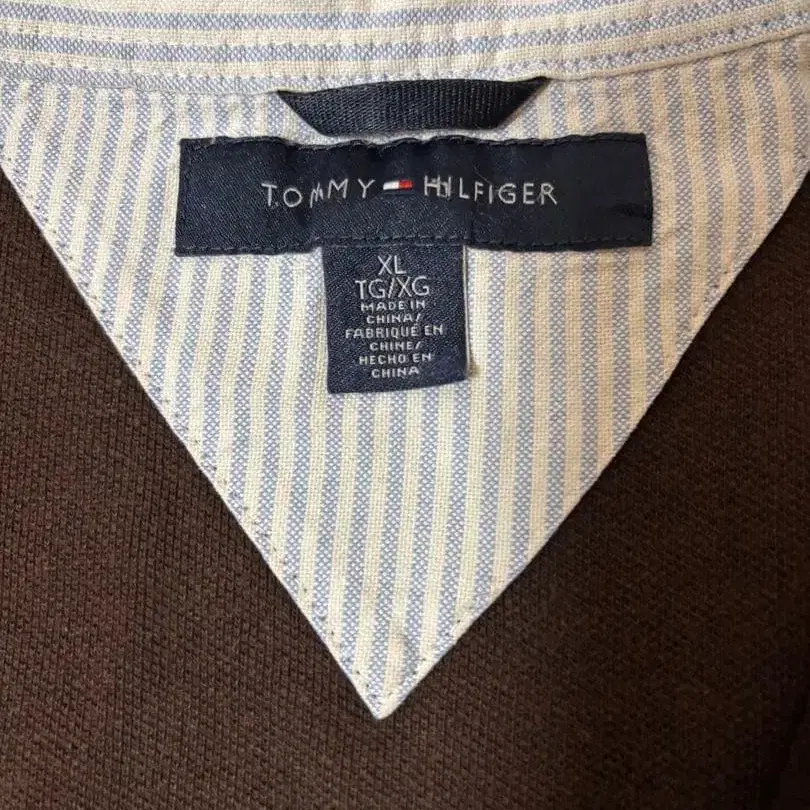 TOMMY HILFIGER
XL
TG/XG
MADE IN
CHINA/
FABRIQUÉ EN
CHINE/
HECHO EN
CHINA